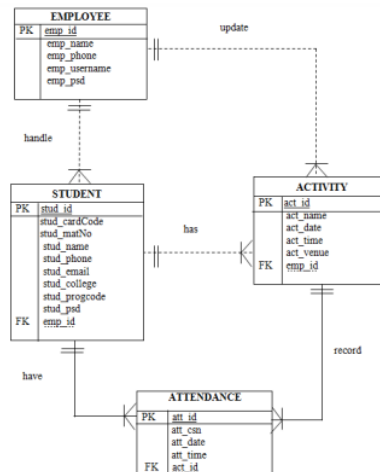 EMPLOYEE
PK emp_id
emp_name
emp_phone
emp_username
emp_psd
update
handle
STUDENT
PK stud_id
stud_cardCode
stud_matNo
stud_name
stud_phone
stud_email
stud_college
stud_progcode
stud_psd
FK emp_id
has
ACTIVITY
PK act_id
act_name
act_date
act_time
act_venue
FK emp_id
have
record
ATTENDANCE
PK att_id
att_csn
att_date
att_time
FK act_id